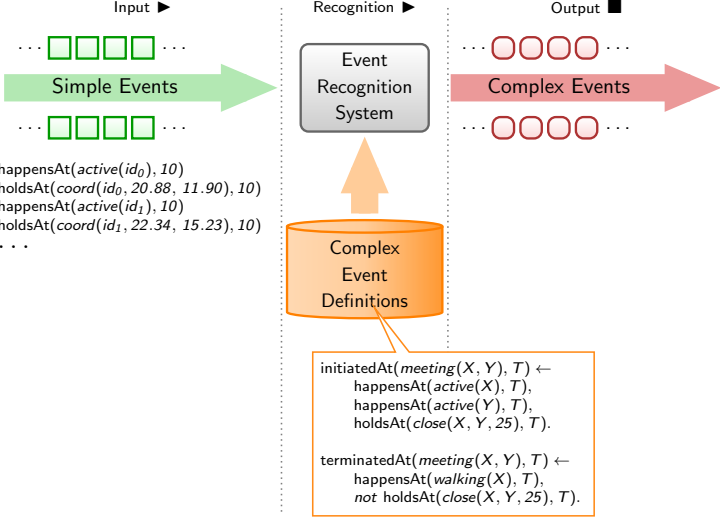 Input ▶
Recognition ▶
Output ■
· · ·
· · ·
· · ·
· · ·
Simple Events
Event
Recognition
System
Complex Events
· · ·
· · ·
· · ·
· · ·
happensAt(active(id₀), 10)
holdsAt(coord(id₀, 20.88, 11.90), 10)
happensAt(active(id₁), 10)
holdsAt(coord(id₁, 22.34, 15.23), 10)
· · ·
Complex
Event
Definitions
initiatedAt(meeting(X, Y), T) ←
happensAt(active(X), T),
happensAt(active(Y), T),
holdsAt(close(X, Y, 25), T).
terminatedAt(meeting(X, Y), T) ←
happensAt(walking(X), T),
not holdsAt(close(X, Y, 25), T).